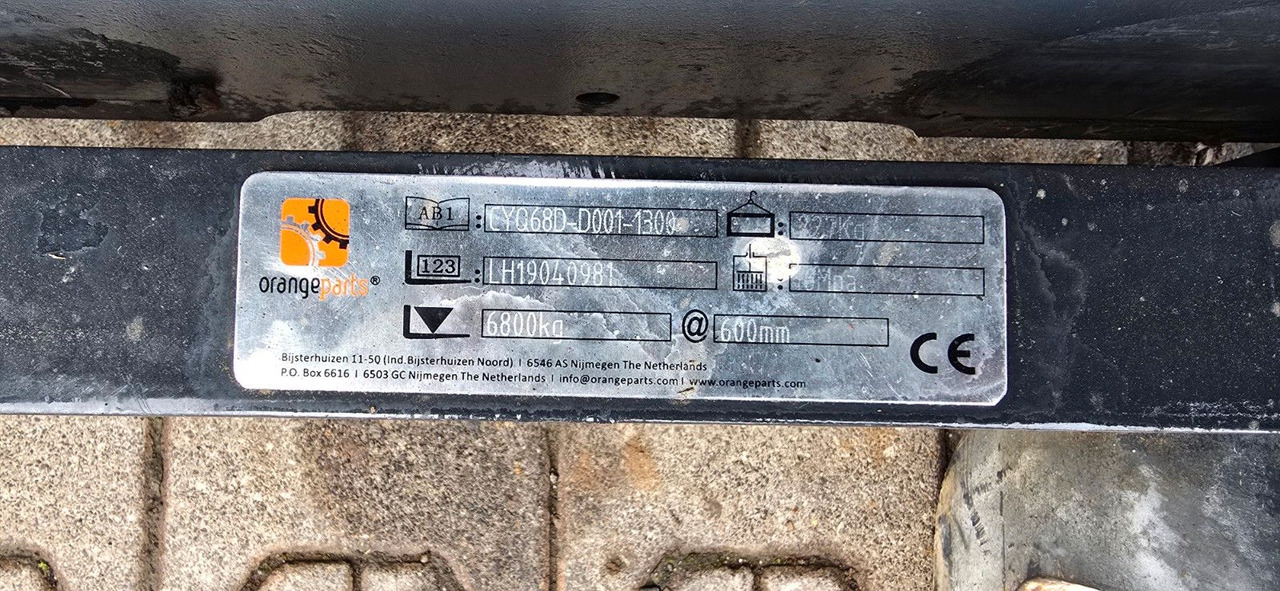 orangeparts®
AB1 : CYQ68D-D001-1300 :
123 : LH19040981
6800kg @ 600mm
CE
Bijsterhuizen 11-50 (Ind.Bijsterhuizen Noord) I 6546 AS Nijmegen The Netherlands
P.O. Box 6616 I 6503 GC Nijmegen The Netherlands I info@orangeparts.com I www.orangeparts.com